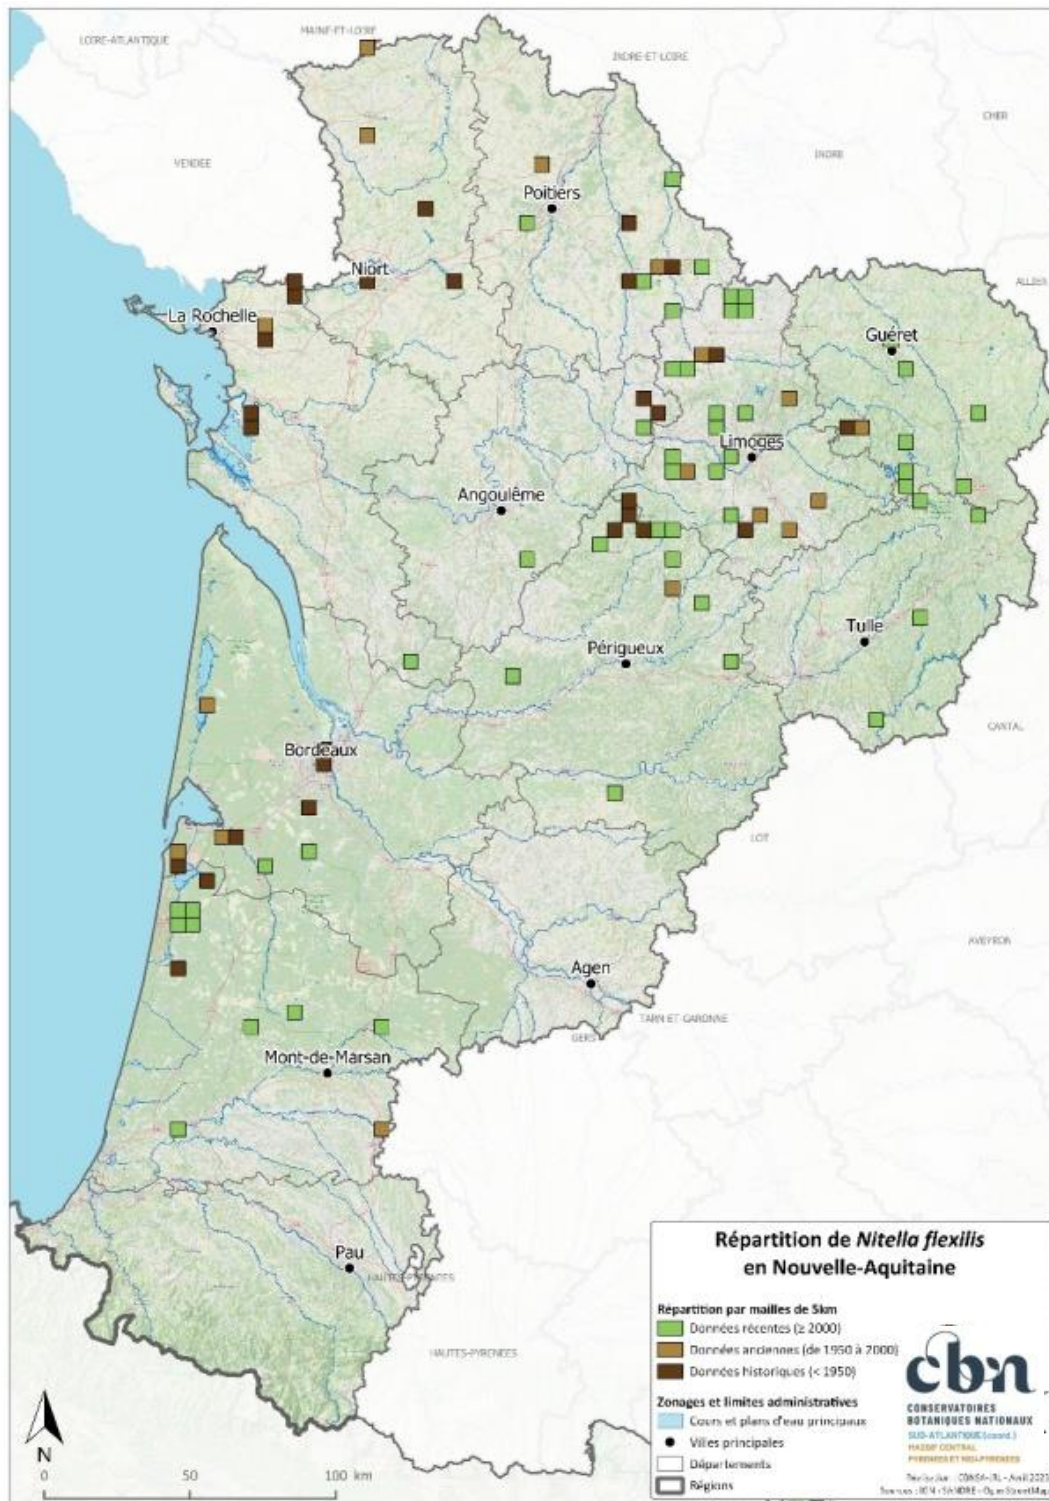 LOIRE-ATLANTIQUE
MAINE-ET-LOIRE
INDRE-ET-LOIRE
CHER
INDRE
VENDEE
Poitiers
Niort
ALLIER
La Rochelle
Guéret
Limoges
Angoulême
Tulle
Périgueux
CANTAL
Bordeaux
LOT
AVEYRON
Agen
TARN-ET-GARONNE
GERS
Mont-de-Marsan
Pau
HAUTES-PYRENEES
HAUTES-PYRENEES
N
0 50 100 km
Répartition de Nitella flexilis
en Nouvelle-Aquitaine
Répartition par mailles de 5km
Données récentes (≥ 2000)
Données anciennes (de 1950 à 2000)
Données historiques (< 1950)
Zonages et limites administratives
Cours et plans d'eau principaux
Villes principales
Départements
Régions
cbn
CONSERVATOIRES
BOTANIQUES NATIONAUX
SUD-ATLANTIQUE (coord.)
MASSIF CENTRAL
PYRENEES ET MIDI-PYRENEES